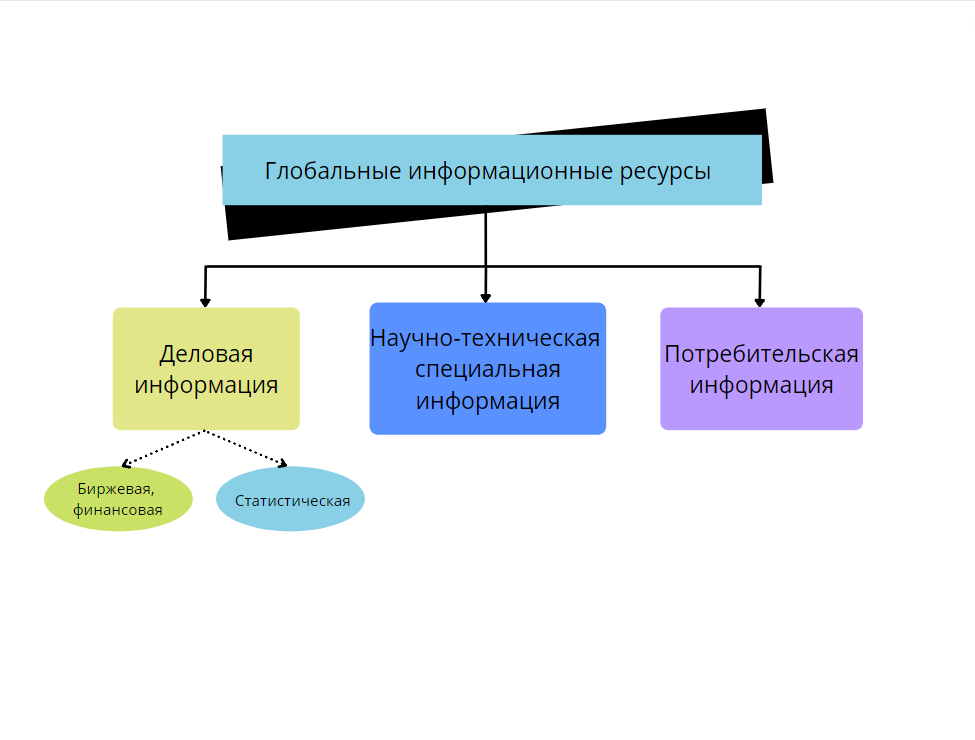 Глобальные информационные ресурсы
Деловая
информация
Научно-техническая
специальная
информация
Потребительская
информация
Биржевая,
финансовая
Статистическая